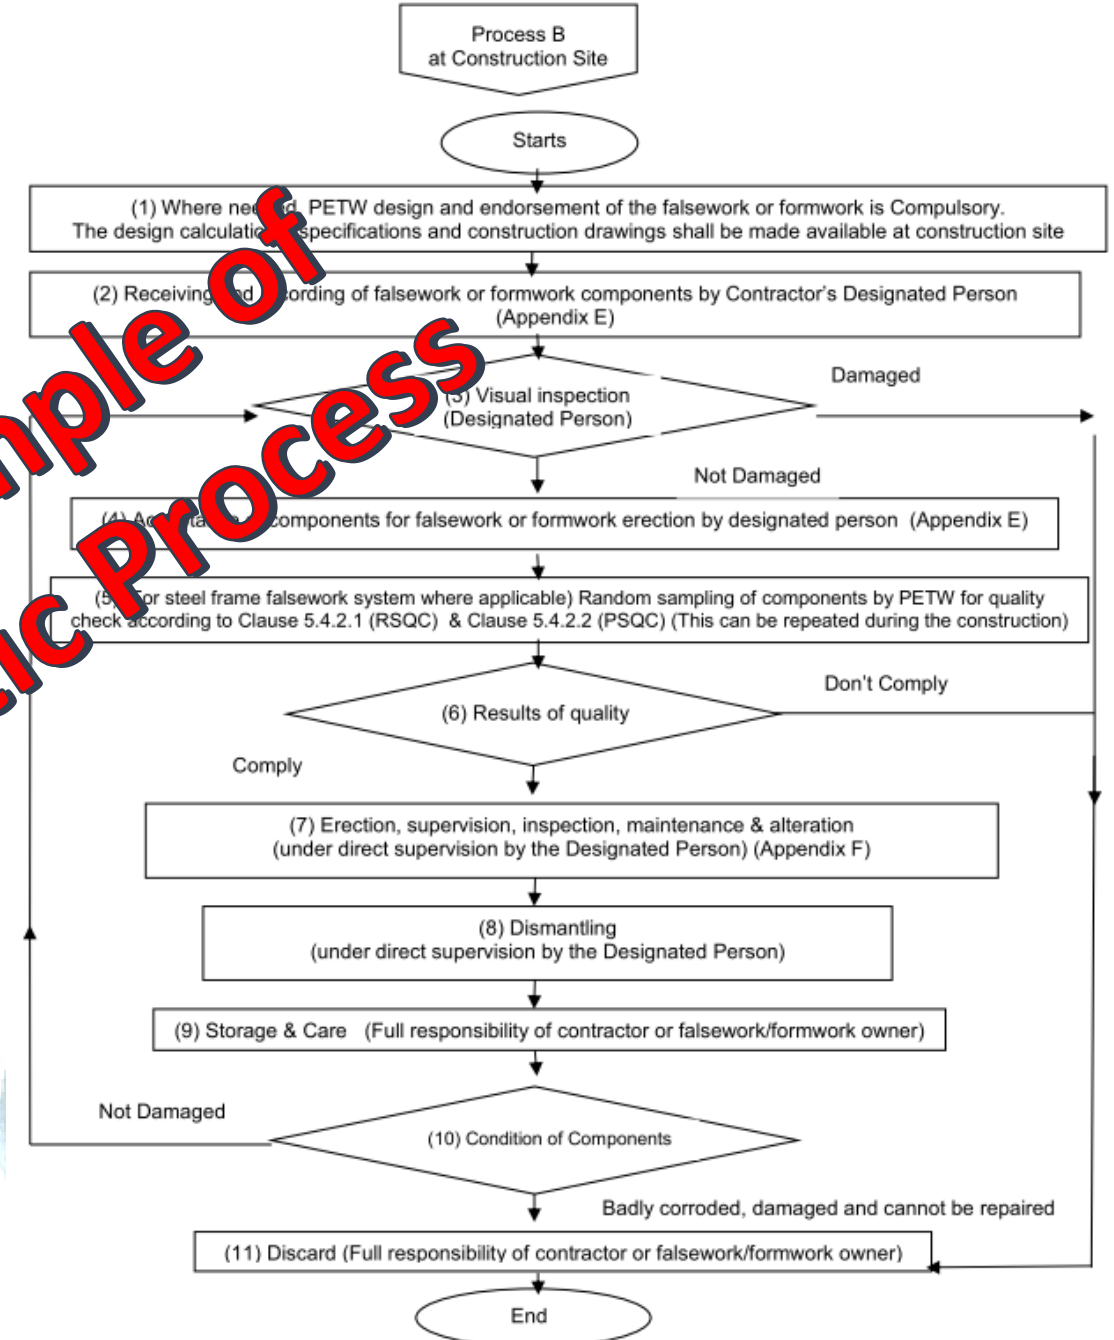 Process B
at Construction Site
Starts
(1) Where PETW design and endorsement of the falsework or formwork is Compulsory.
The design specifications and construction drawings shall be made available at construction site
(2) Receiving of falsework or formwork components by Contractor's Designated Person
(Appendix E)
Damaged
(3) Visual inspection
(Designated Person)
Not Damaged
(4) components for falsework or formwork erection by designated person (Appendix E)
(5) steel frame falsework system where applicable) Random sampling of components by PETW for quality
check according to Clause 5.4.2.1 (RSQC) & Clause 5.4.2.2 (PSQC) (This can be repeated during the construction)
Don't Comply
(6) Results of quality
Comply
(7) Erection, supervision, inspection, maintenance & alteration
(under direct supervision by the Designated Person) (Appendix F)
(8) Dismantling
(under direct supervision by the Designated Person)
(9) Storage & Care (Full responsibility of contractor or falsework/formwork owner)
Not Damaged
(10) Condition of Components
Badly corroded, damaged and cannot be repaired
(11) Discard (Full responsibility of contractor or falsework/formwork owner)
End
mple of
ic Process